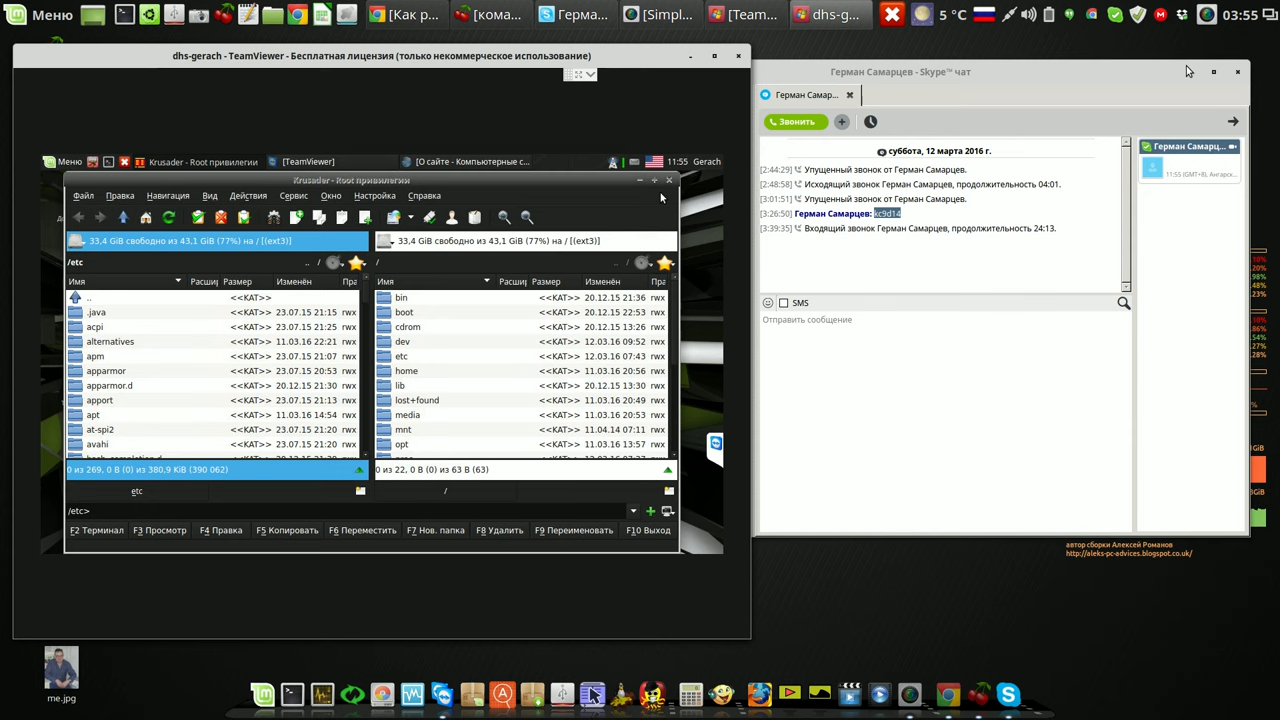 Меню
[Как р...
[кома...
Герма...
[Simpl...
[Team...
dhs-g...
5 °C
03:55
dhs-gerach - TeamViewer - Бесплатная лицензия (только некоммерческое использование)
Меню
Krusader - Root привилегии
[TeamViewer]
[О сайте - Компьютерные с...
11:55 Gerach
Krusader - Root привилегии
Файл Правка Навигация Вид Действия Сервис Окно Настройка Справка
33,4 GiB свободно из 43,1 GiB (77%) на / [(ext3)]
33,4 GiB свободно из 43,1 GiB (77%) на / [(ext3)]
/etc
.. /
/
.. /
Имя Расшир Размер Изменён Пра
Имя Расшир Размер Изменён Пра
.. <<КАТ>>
.java <<КАТ>> 23.07.15 21:15 rwx
acpi <<КАТ>> 23.07.15 21:25 rwx
alternatives <<КАТ>> 11.03.16 22:21 rwx
apm <<КАТ>> 23.07.15 21:07 rwx
apparmor <<КАТ>> 23.07.15 20:53 rwx
apparmor.d <<КАТ>> 20.12.15 21:30 rwx
apport <<КАТ>> 23.07.15 21:13 rwx
apt <<КАТ>> 11.03.16 14:54 rwx
at-spi2 <<КАТ>> 23.07.15 21:20 rwx
avahi <<КАТ>> 23.07.15 21:20 rwx
bin <<КАТ>> 20.12.15 21:36 rwx
boot <<КАТ>> 20.12.15 22:53 rwx
cdrom <<КАТ>> 20.12.15 13:26 rwx
dev <<КАТ>> 12.03.16 09:52 rwx
etc <<КАТ>> 12.03.16 07:43 rwx
home <<КАТ>> 20.12.15 13:26 rwx
lib <<КАТ>> 20.12.15 13:30 rwx
lost+found <<КАТ>> 11.03.16 20:49 rwx
media <<КАТ>> 11.03.16 20:53 rwx
mnt <<КАТ>> 11.04.14 07:11 rwx
opt <<КАТ>> 11.03.16 13:57 rwx
0 из 269, 0 B (0) из 380,9 KiB (390 062)
0 из 22, 0 B (0) из 63 B (63)
etc
/
/etc>
F2 Терминал F3 Просмотр F4 Правка F5 Копировать F6 Переместить F7 Нов. папка F8 Удалить F9 Переименовать F10 Выход
Герман Самарцев - Skype™ чат
Герман Самар...
Звонить
суббота, 12 марта 2016 г.
[2:44:29] Упущенный звонок от Герман Самарцев.
[2:48:58] Исходящий звонок Герман Самарцев, продолжительность 04:01.
[3:01:51] Упущенный звонок от Герман Самарцев.
[3:26:50] Герман Самарцев: kc9d14
[3:39:35] Входящий звонок Герман Самарцев, продолжительность 24:13.
SMS
Отправить сообщение
Герман Самарц...
11:55 (GMT+8), Ангарск...
автор сборки Алексей Романов
http://aleks-pc-advices.blogspot.co.uk/
me.jpg